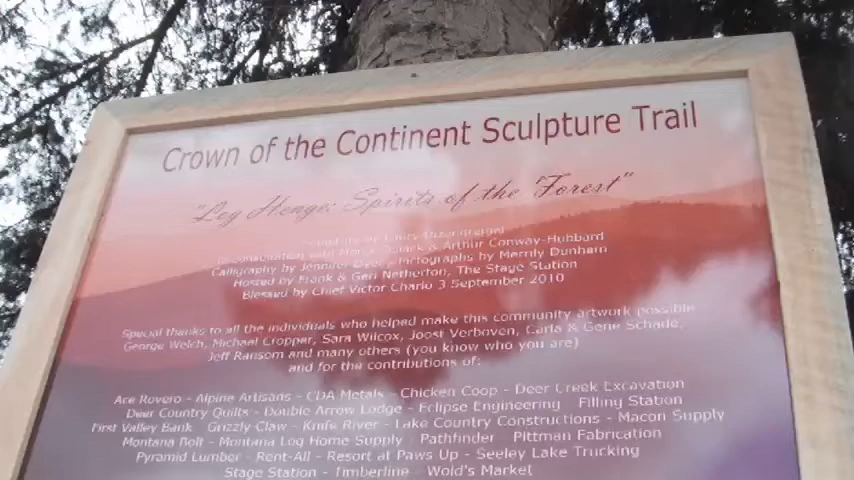 Crown of the Continent Sculpture Trail
"Log Henge: Spirits of the Forest"
by
& Arthur Conway-Hubbard
Calligraphy by Jennifer Pictographs by Merrily Dunham
Hosted by Frank & Geri Netherton, The Stage Station
Blessed by Chief Victor Charlo 3 September 2010
Special thanks to all the individuals who helped make this community artwork possible
George Welch, Michael Cropper, Sara Wilcox, Joost Verboven, Carla & Gene Schade,
Jeff Ransom and many others (you know who you are)
and for the contributions of:
Ace Rovero - Alpine Artisans - CDA Metals - Chicken Coop - Deer Creek Excavation
Deer Country Quilts - Double Arrow Lodge - Eclipse Engineering Filling Station
First Valley Bank Grizzly Claw - Knife River - Lake Country Constructions - Macon Supply
Montana Bolt - Montana Log Home Supply Pathfinder Pittman Fabrication
Pyramid Lumber - Rent-All - Resort at Paws Up - Seeley Lake Trucking
Stage Station - Timberline Wold's Market